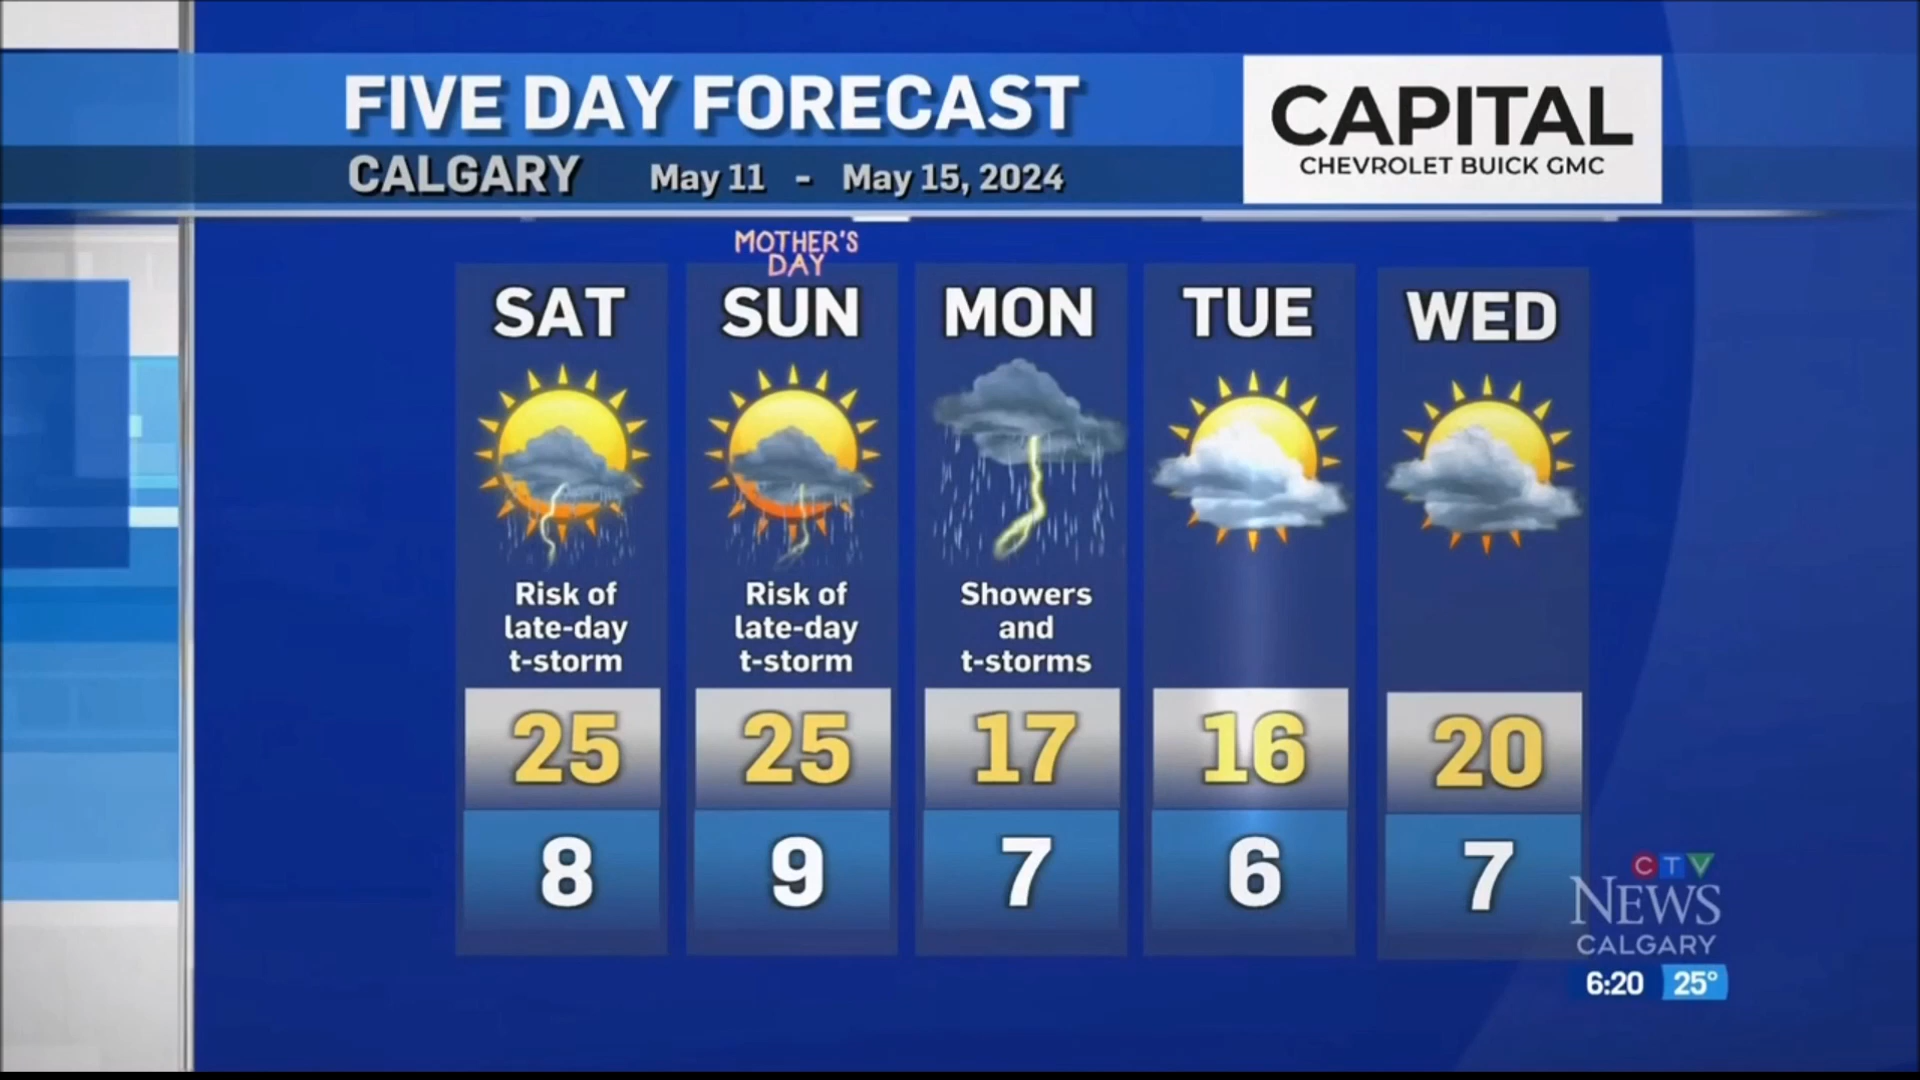 FIVE DAY FORECAST
CALGARY May 11 - May 15, 2024
CAPITAL
CHEVROLET BUICK GMC
MOTHER'S
DAY
SAT SUN MON TUE WED
Risk of
late-day
t-storm
Risk of
late-day
t-storm
Showers
and
t-storms
25 25 17 16 20
8 9 7 6 7
CTV
NEWS
CALGARY
6:20 25°